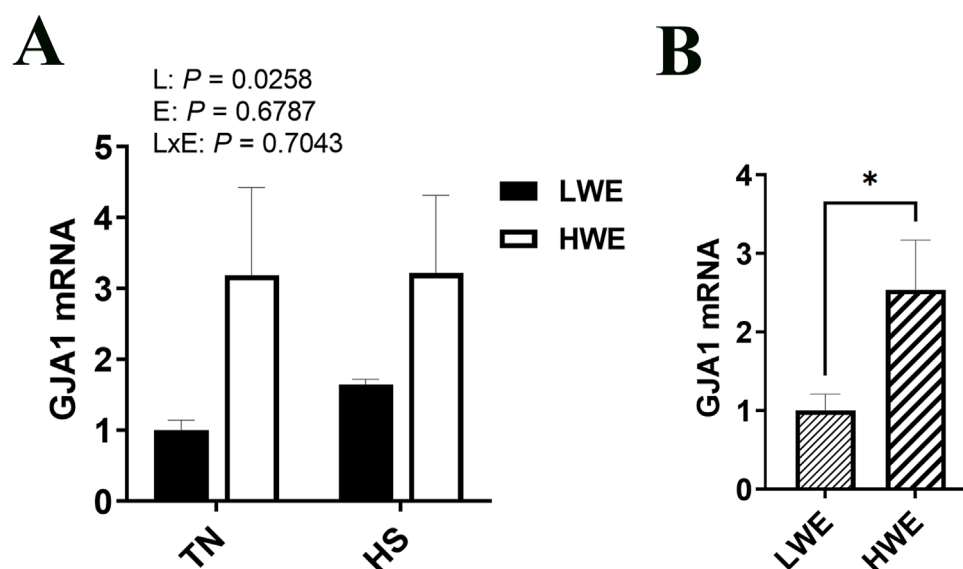 A
L: P = 0.0258
E: P = 0.6787
LxE: P = 0.7043
GJA1 mRNA
5
4
3
2
1
0
TN
HS
LWE
HWE
B
GJA1 mRNA
4
3
2
1
0
*
LWE
HWE